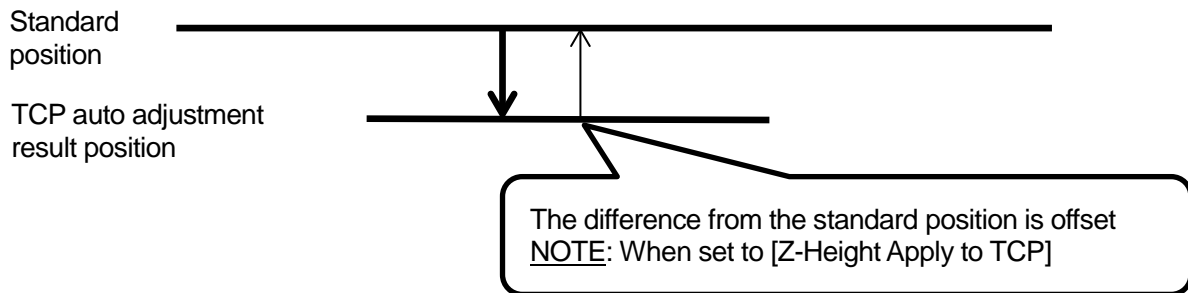 Standard
position
TCP auto adjustment
result position
The difference from the standard position is offset
NOTE: When set to [Z-Height Apply to TCP]